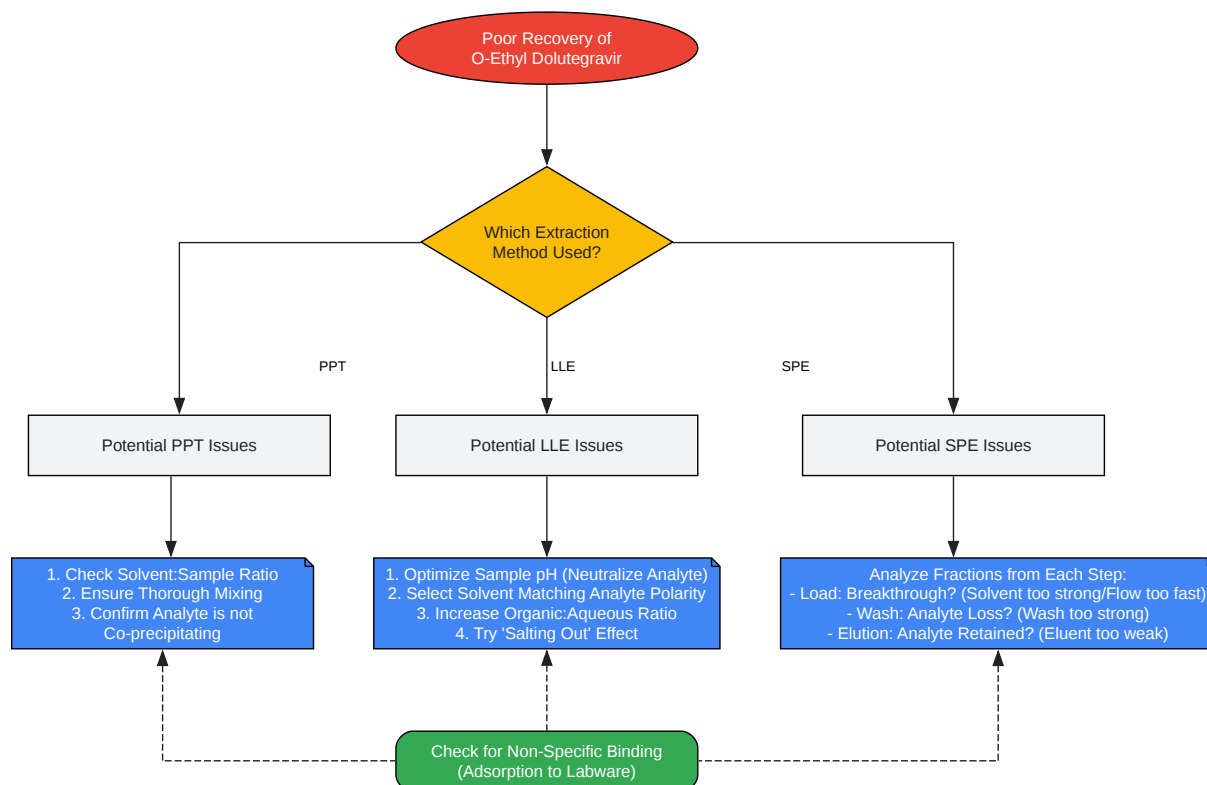 Poor Recovery of
O-Ethyl Dolutegravir
Which Extraction
Method Used?
PPT
LLE
SPE
Potential PPT Issues
Potential LLE Issues
Potential SPE Issues
1. Check Solvent:Sample Ratio
2. Ensure Thorough Mixing
3. Confirm Analyte is not
Co-precipitating
1. Optimize Sample pH (Neutralize Analyte)
2. Select Solvent Matching Analyte Polarity
3. Increase Organic:Aqueous Ratio
4. Try 'Salting Out' Effect
Analyze Fractions from Each Step:
- Load: Breakthrough? (Solvent too strong/Flow too fast)
- Wash: Analyte Loss? (Wash too strong)
- Elution: Analyte Retained? (Eluent too weak)
Check for Non-Specific Binding
(Adsorption to Labware)